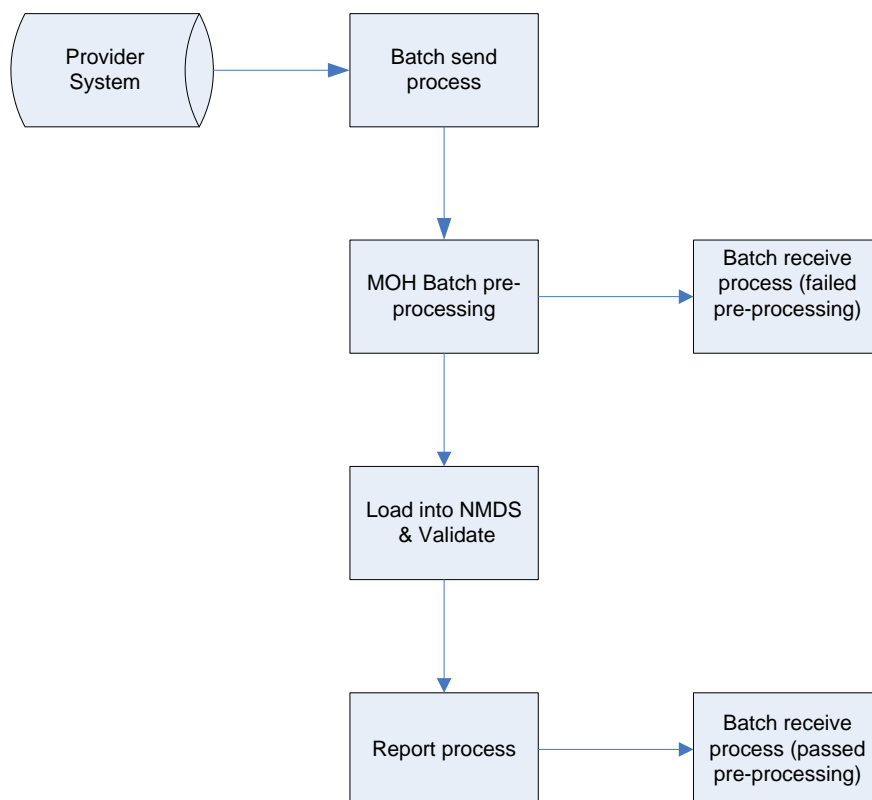 Provider
System
Batch send
process
MOH Batch pre-
processing
Batch receive
process (failed
pre-processing)
Load into NMDS
& Validate
Report process
Batch receive
process (passed
pre-processing)